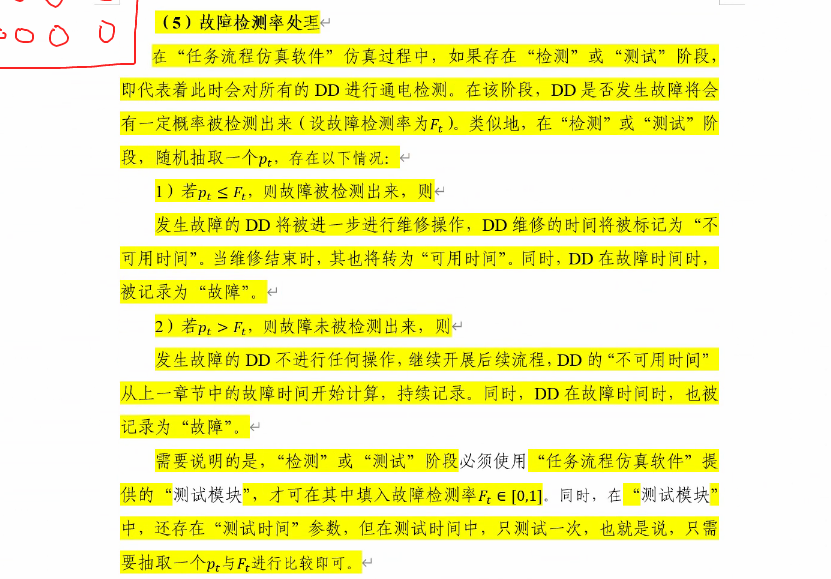 （5）故障检测率处理
在“任务流程仿真软件”仿真过程中，如果存在“检测”或“测试”阶段，
即代表着此时会对所有的 DD 进行通电检测。在该阶段，DD 是否发生故障将会
有一定概率被检测出来（设故障检测率为Fₜ）。类似地，在“检测”或“测试”阶
段，随机抽取一个pₜ，存在以下情况：
1）若pₜ ≤ Fₜ，则故障被检测出来，则
发生故障的 DD 将被进一步进行维修操作，DD 维修的时间将被标记为“不
可用时间”。当维修结束时，其也将转为“可用时间”。同时，DD 在故障时间时，
被记录为“故障”。
2）若pₜ > Fₜ，则故障未被检测出来，则
发生故障的 DD 不进行任何操作，继续开展后续流程，DD 的“不可用时间”
从上一章节中的故障时间开始计算，持续记录。同时，DD 在故障时间时，也被
记录为“故障”。
需要说明的是，“检测”或“测试”阶段必须使用“任务流程仿真软件”提
供的“测试模块”，才可在其中填入故障检测率Fₜ ∈ [0,1]。同时，在“测试模块”
中，还存在“测试时间”参数，但在测试时间中，只测试一次，也就是说，只需
要抽取一个pₜ与Fₜ进行比较即可。